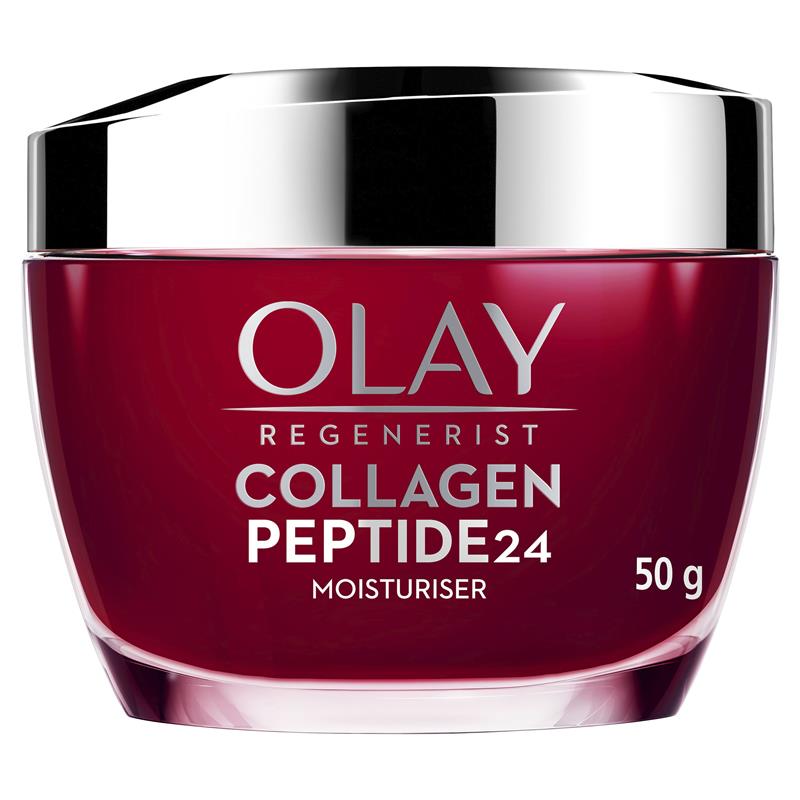 OLAY
REGENERIST
COLLAGEN
PEPTIDE24
MOISTURISER
50 g